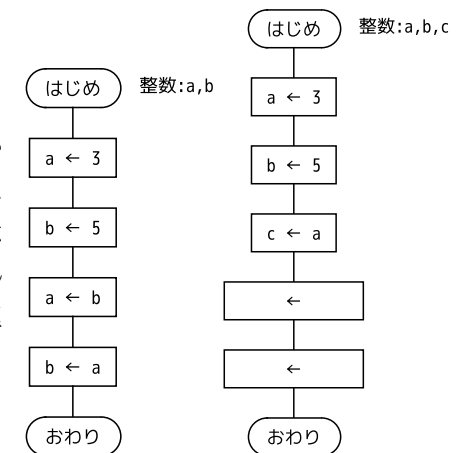 はじめ 整数:a,b
a ← 3
b ← 5
a ← b
b ← a
おわり
はじめ 整数:a,b,c
a ← 3
b ← 5
c ← a
←
←
おわり